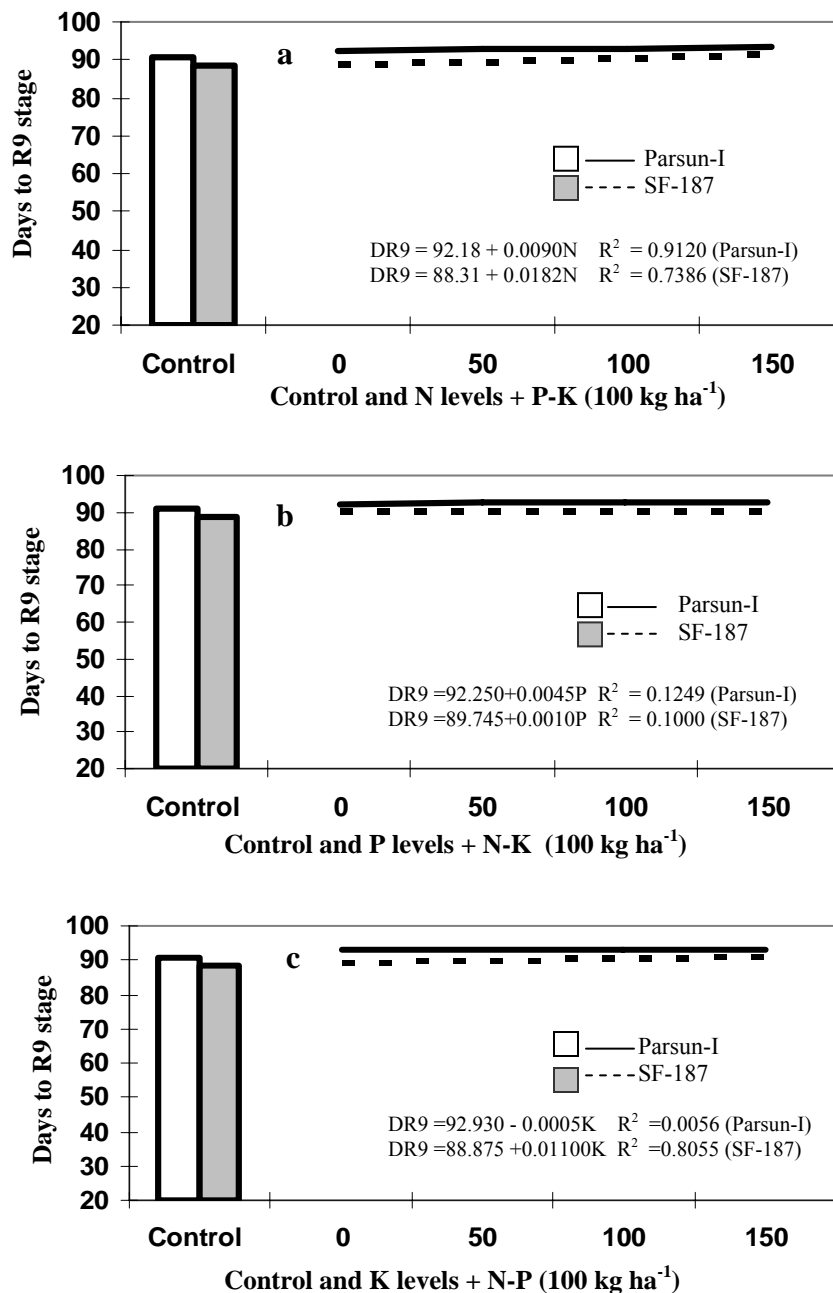 100
90
80
70
60
50
40
30
20
Days to R9 stage
a
Parsun-I
SF-187
DR9 = 92.18 + 0.0090N R² = 0.9120 (Parsun-I)
DR9 = 88.31 + 0.0182N R² = 0.7386 (SF-187)
Control 0 50 100 150
Control and N levels + P-K (100 kg ha⁻¹)
100
90
80
70
60
50
40
30
20
Days to R9 stage
b
Parsun-I
SF-187
DR9 =92.250+0.0045P R² = 0.1249 (Parsun-I)
DR9 =89.745+0.0010P R² = 0.1000 (SF-187)
Control 0 50 100 150
Control and P levels + N-K (100 kg ha⁻¹)
100
90
80
70
60
50
40
30
20
Days to R9 stage
c
Parsun-I
SF-187
DR9 =92.930 - 0.0005K R² =0.0056 (Parsun-I)
DR9 =88.875 +0.01100K R² =0.8055 (SF-187)
Control 0 50 100 150
Control and K levels + N-P (100 kg ha⁻¹)